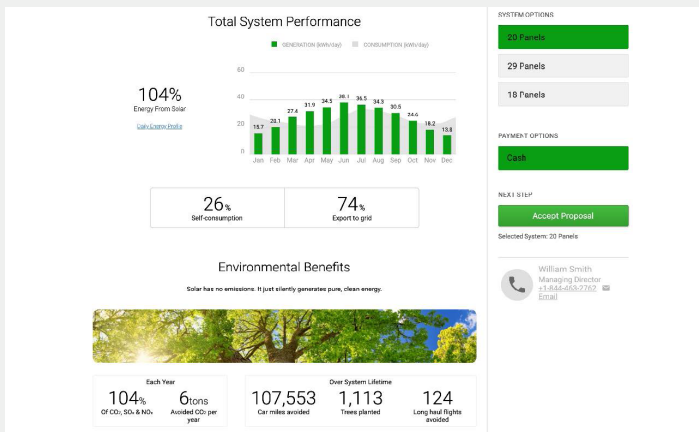 Total System Performance
GENERATION (kWh/day) CONSUMPTION (kWh/day)
104%
Energy From Solar
Daily Energy Profile
60
40
20
0
15.7 20.1 27.4 31.9 34.5 38.1 36.5 34.3 30.5 24.6 18.2 13.8
Jan Feb Mar Apr May Jun Jul Aug Sep Oct Nov Dec
26%
Self-consumption
74%
Export to grid
Environmental Benefits
Solar has no emissions. It just silently generates pure, clean energy.
Each Year
104%
Of CO₂, SOₓ & NOₓ
6tons
Avoided CO₂ per
year
Over System Lifetime
107,553
Car miles avoided
1,113
Trees planted
124
Long haul flights
avoided
SYSTEM OPTIONS
20 Panels
29 Panels
18 Panels
PAYMENT OPTIONS
Cash
NEXT STEP
Accept Proposal
Selected System: 20 Panels
William Smith
Managing Director
+1-844-463-2762
Email